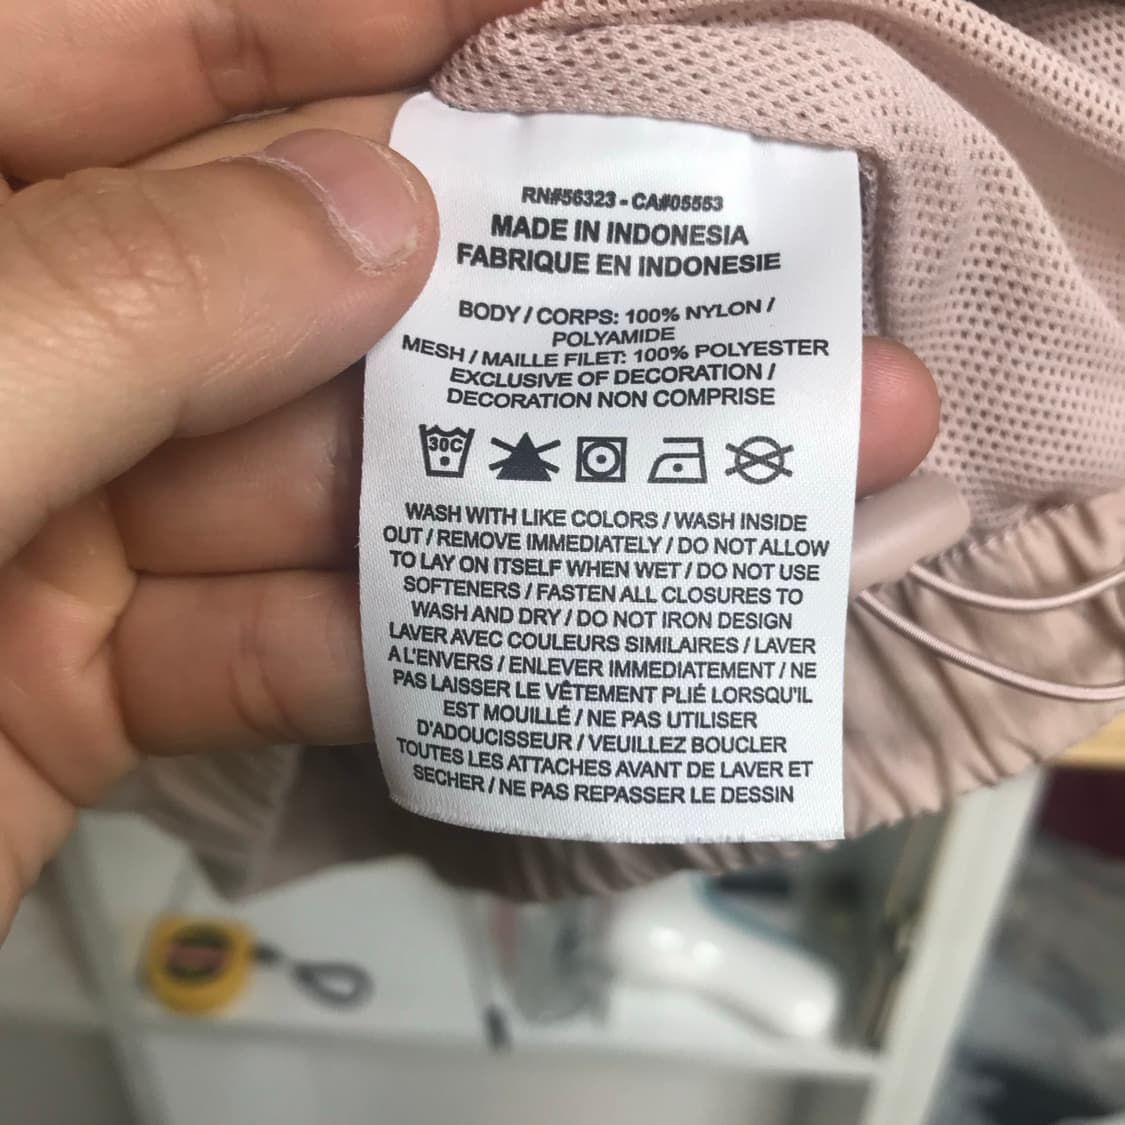 RN#56323 - CA#05553
MADE IN INDONESIA
FABRIQUE EN INDONESIE
BODY / CORPS: 100% NYLON /
POLYAMIDE
MESH / MAILLE FILET: 100% POLYESTER
EXCLUSIVE OF DECORATION /
DECORATION NON COMPRISE
30C
WASH WITH LIKE COLORS / WASH INSIDE
OUT / REMOVE IMMEDIATELY / DO NOT ALLOW
TO LAY ON ITSELF WHEN WET / DO NOT USE
SOFTENERS / FASTEN ALL CLOSURES TO
WASH AND DRY / DO NOT IRON DESIGN
LAVER AVEC COULEURS SIMILAIRES / LAVER
A L'ENVERS / ENLEVER IMMEDIATEMENT / NE
PAS LAISSER LE VÊTEMENT PLIÉ LORSQU'IL
EST MOUILLÉ / NE PAS UTILISER
D'ADOUCISSEUR / VEUILLEZ BOUCLER
TOUTES LES ATTACHES AVANT DE LAVER ET
SECHER / NE PAS REPASSER LE DESSIN